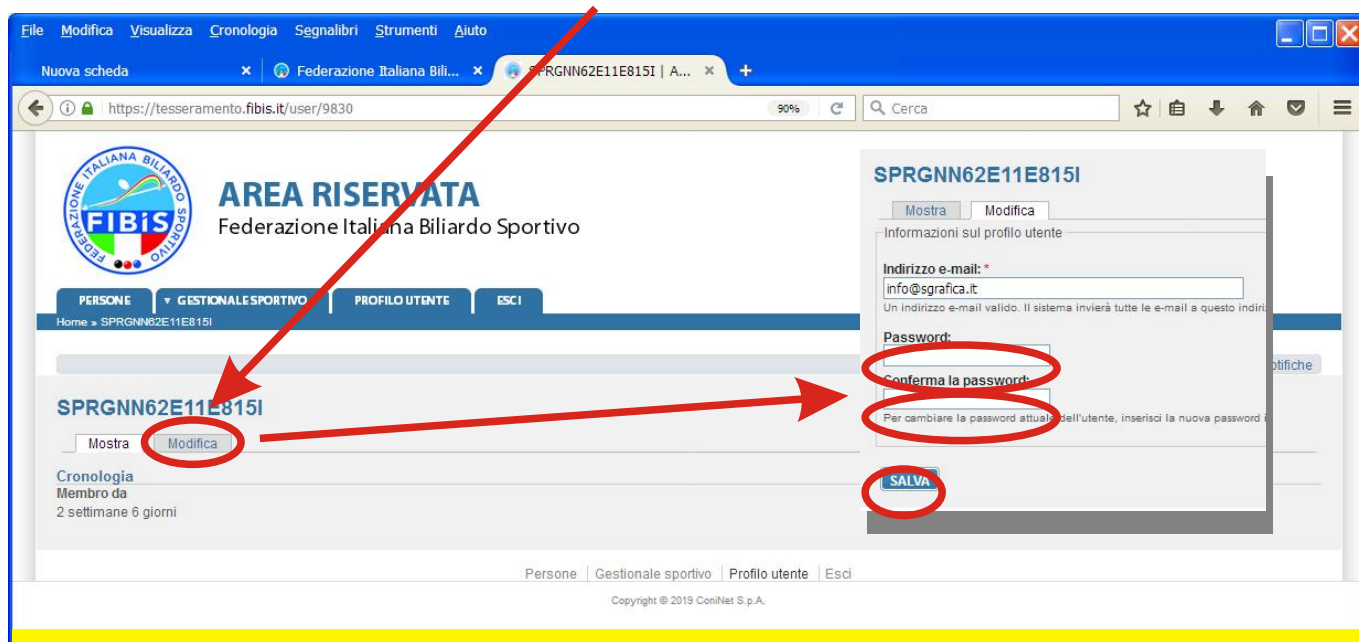 File Modifica Visualizza Cronologia Segnalibri Strumenti Aiuto
Nuova scheda
Federazione Italiana Bili...
SPRGNN62E11E815I | A...
https://tesseramento.fibis.it/user/9830
90%
Cerca
FEDERAZIONE ITALIANA BILIARDO SPORTIVO
FIBiS
AREA RISERVATA
Federazione Italiana Biliardo Sportivo
PERSONE
GESTIONALE SPORTIVO
PROFILO UTENTE
ESCI
Home » SPRGNN62E11E815I
SPRGNN62E11E815I
Mostra Modifica
Cronologia
Membro da
2 settimane 6 giorni
SPRGNN62E11E815I
Mostra Modifica
Informazioni sul profilo utente
Indirizzo e-mail: *
info@sgrafica.it
Un indirizzo e-mail valido. Il sistema invierà tutte le e-mail a questo indiri
Password:
Conferma la password:
Per cambiare la password attuale dell'utente, inserisci la nuova password i
SALVA
otifiche
Persone | Gestionale sportivo | Profilo utente | Esci
Copyright © 2019 ConiNet S.p.A.